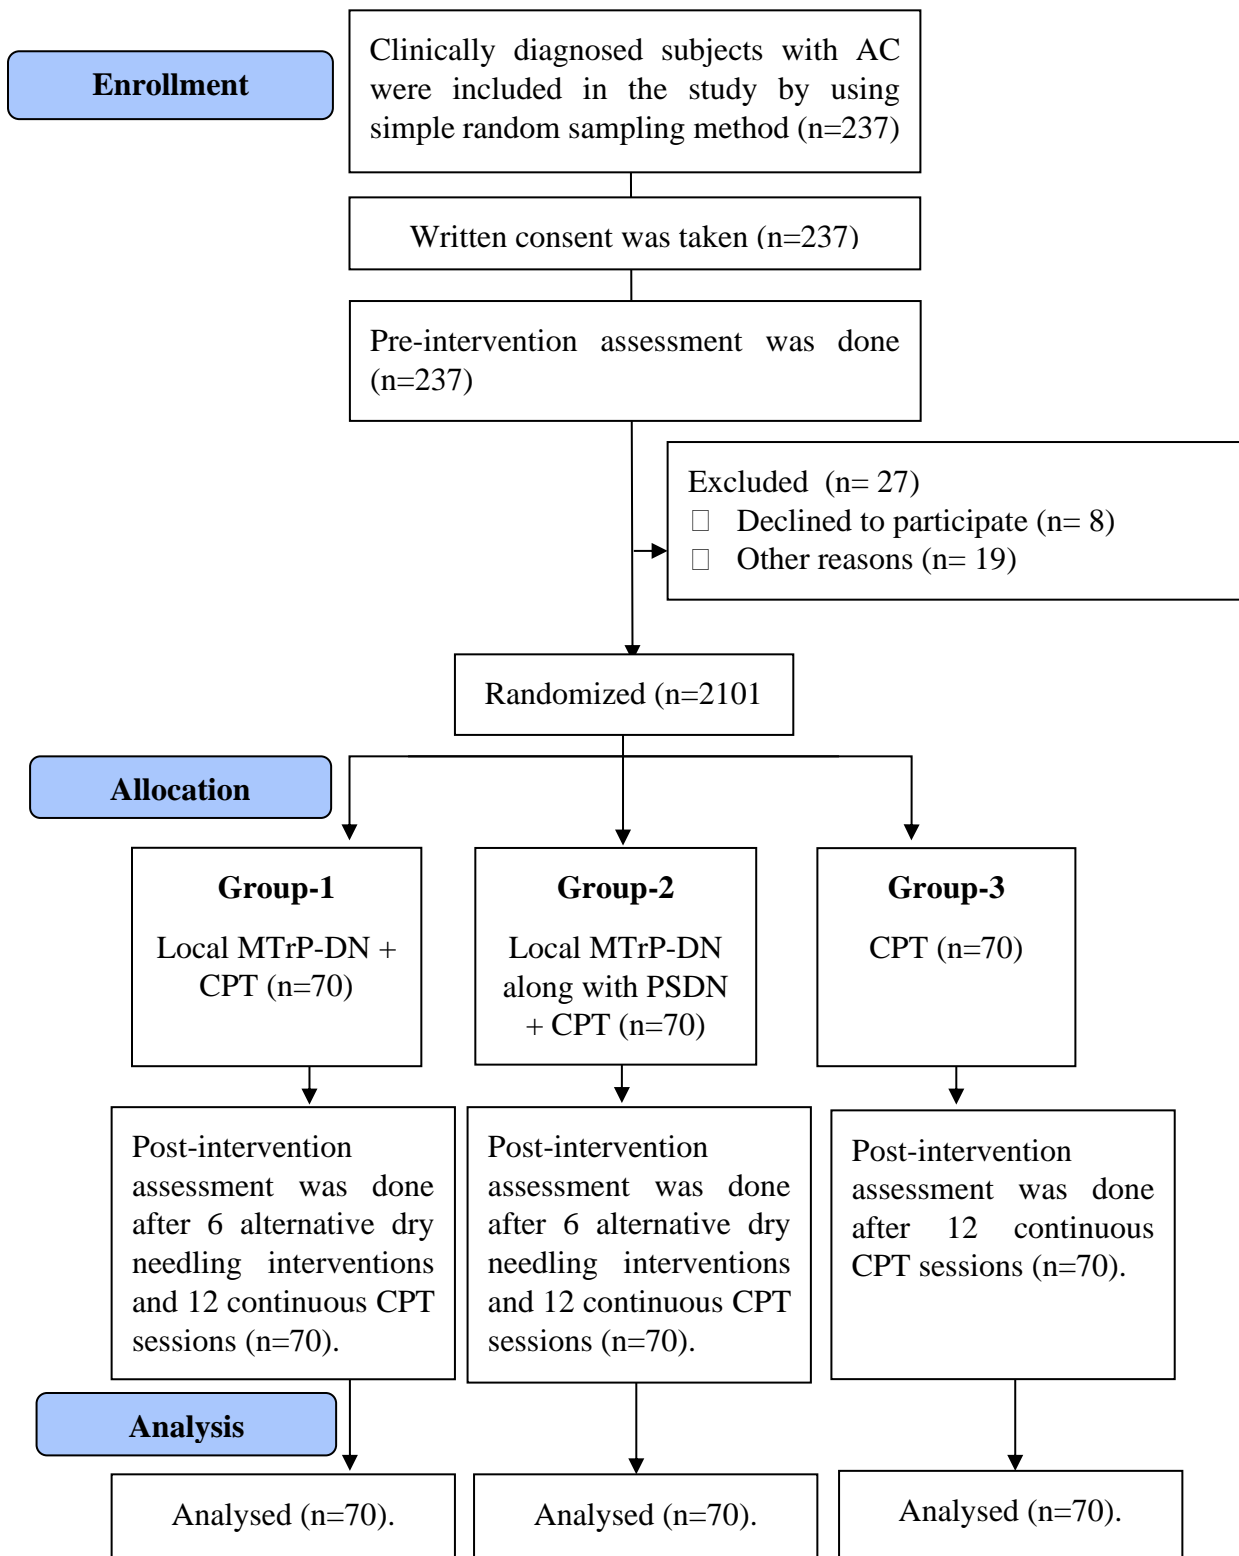 Enrollment
Clinically diagnosed subjects with AC
were included in the study by using
simple random sampling method (n=237)
Written consent was taken (n=237)
Pre-intervention assessment was done
(n=237)
Excluded (n= 27)
Declined to participate (n= 8)
Other reasons (n= 19)
Randomized (n=2101
Allocation
Group-1
Local MTrP-DN +
CPT (n=70)
Group-2
Local MTrP-DN
along with PSDN
+ CPT (n=70)
Group-3
CPT (n=70)
Post-intervention
assessment was done
after 6 alternative dry
needling interventions
and 12 continuous CPT
sessions (n=70).
Post-intervention
assessment was done
after 6 alternative dry
needling interventions
and 12 continuous CPT
sessions (n=70).
Post-intervention
assessment was done
after 12 continuous
CPT sessions (n=70).
Analysis
Analysed (n=70).
Analysed (n=70).
Analysed (n=70).